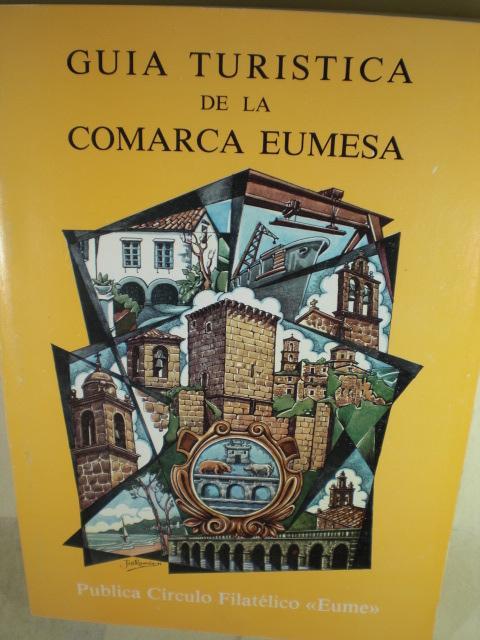 GUIA TURISTICA
DE LA
COMARCA EUMESA
Publica Círculo Filatélico «Eume»